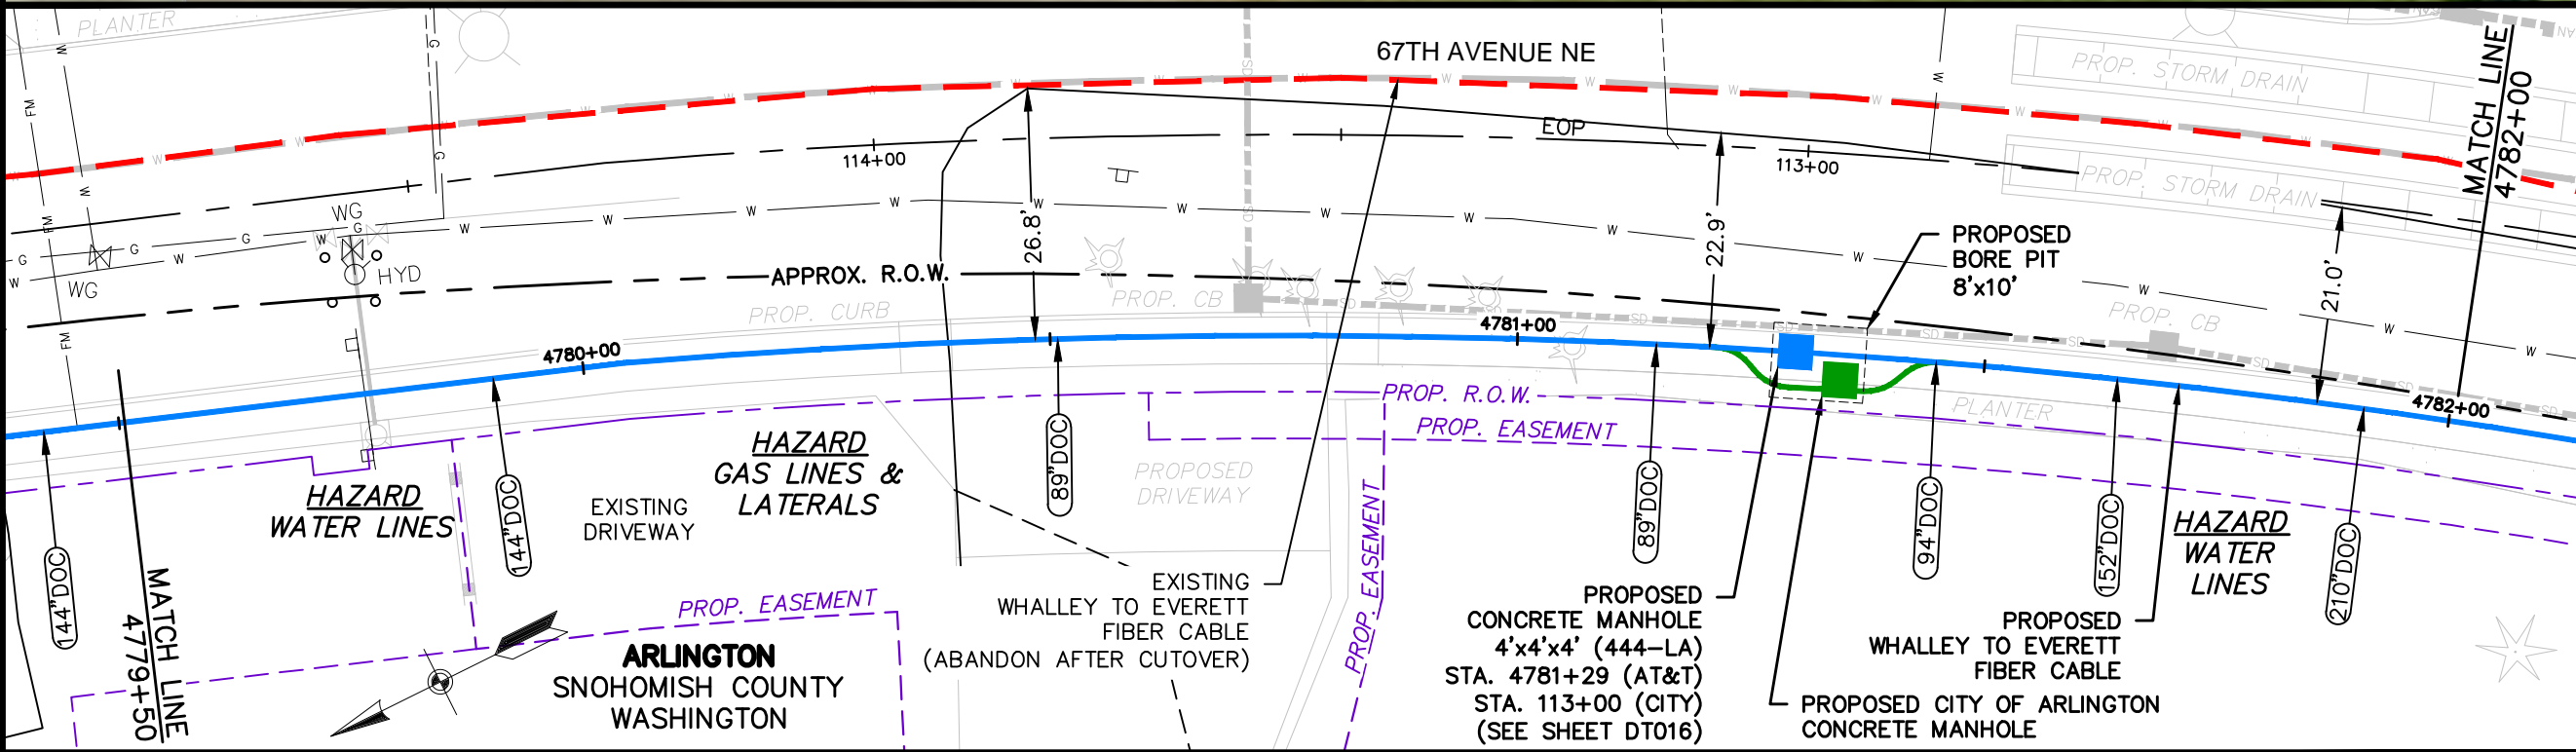 PLANTER
67TH AVENUE NE
PROP. STORM DRAIN
MATCH LINE
4782+00
EOP
114+00
113+00
PROP. STORM DRAIN
WG
HYD
WG
26.8'
22.9'
21.0'
PROPOSED
BORE PIT
8'x10'
APPROX. R.O.W.
PROP. CURB
PROP. CB
PROP. CB
4780+00
4781+00
4782+00
PROP. R.O.W.
PROP. EASEMENT
PLANTER
HAZARD
WATER LINES
HAZARD
GAS LINES &
LATERALS
EXISTING
DRIVEWAY
PROPOSED
DRIVEWAY
PROP. EASEMENT
HAZARD
WATER
LINES
144"DOC
144"DOC
89"DOC
89"DOC
94"DOC
152"DOC
210"DOC
MATCH LINE
4779+50
PROP. EASEMENT
PROP. EASEMENT
ARLINGTON
SNOHOMISH COUNTY
WASHINGTON
EXISTING
WHALLEY TO EVERETT
FIBER CABLE
(ABANDON AFTER CUTOVER)
PROPOSED
CONCRETE MANHOLE
4'x4'x4' (444-LA)
STA. 4781+29 (AT&T)
STA. 113+00 (CITY)
(SEE SHEET DT016)
PROPOSED
WHALLEY TO EVERETT
FIBER CABLE
PROPOSED CITY OF ARLINGTON
CONCRETE MANHOLE